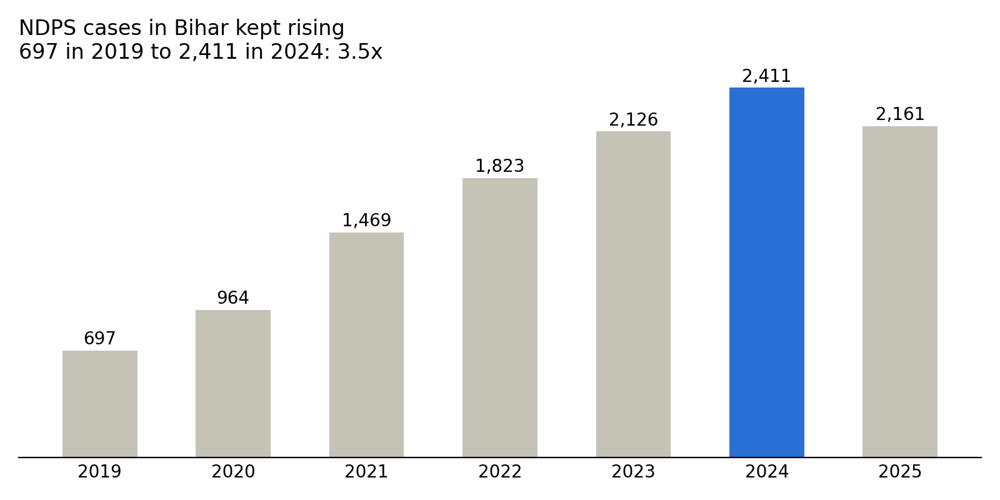 NDPS cases in Bihar kept rising
697 in 2019 to 2,411 in 2024: 3.5x
2,411
2,161
2,126
1,823
1,469
964
697
2019 2020 2021 2022 2023 2024 2025